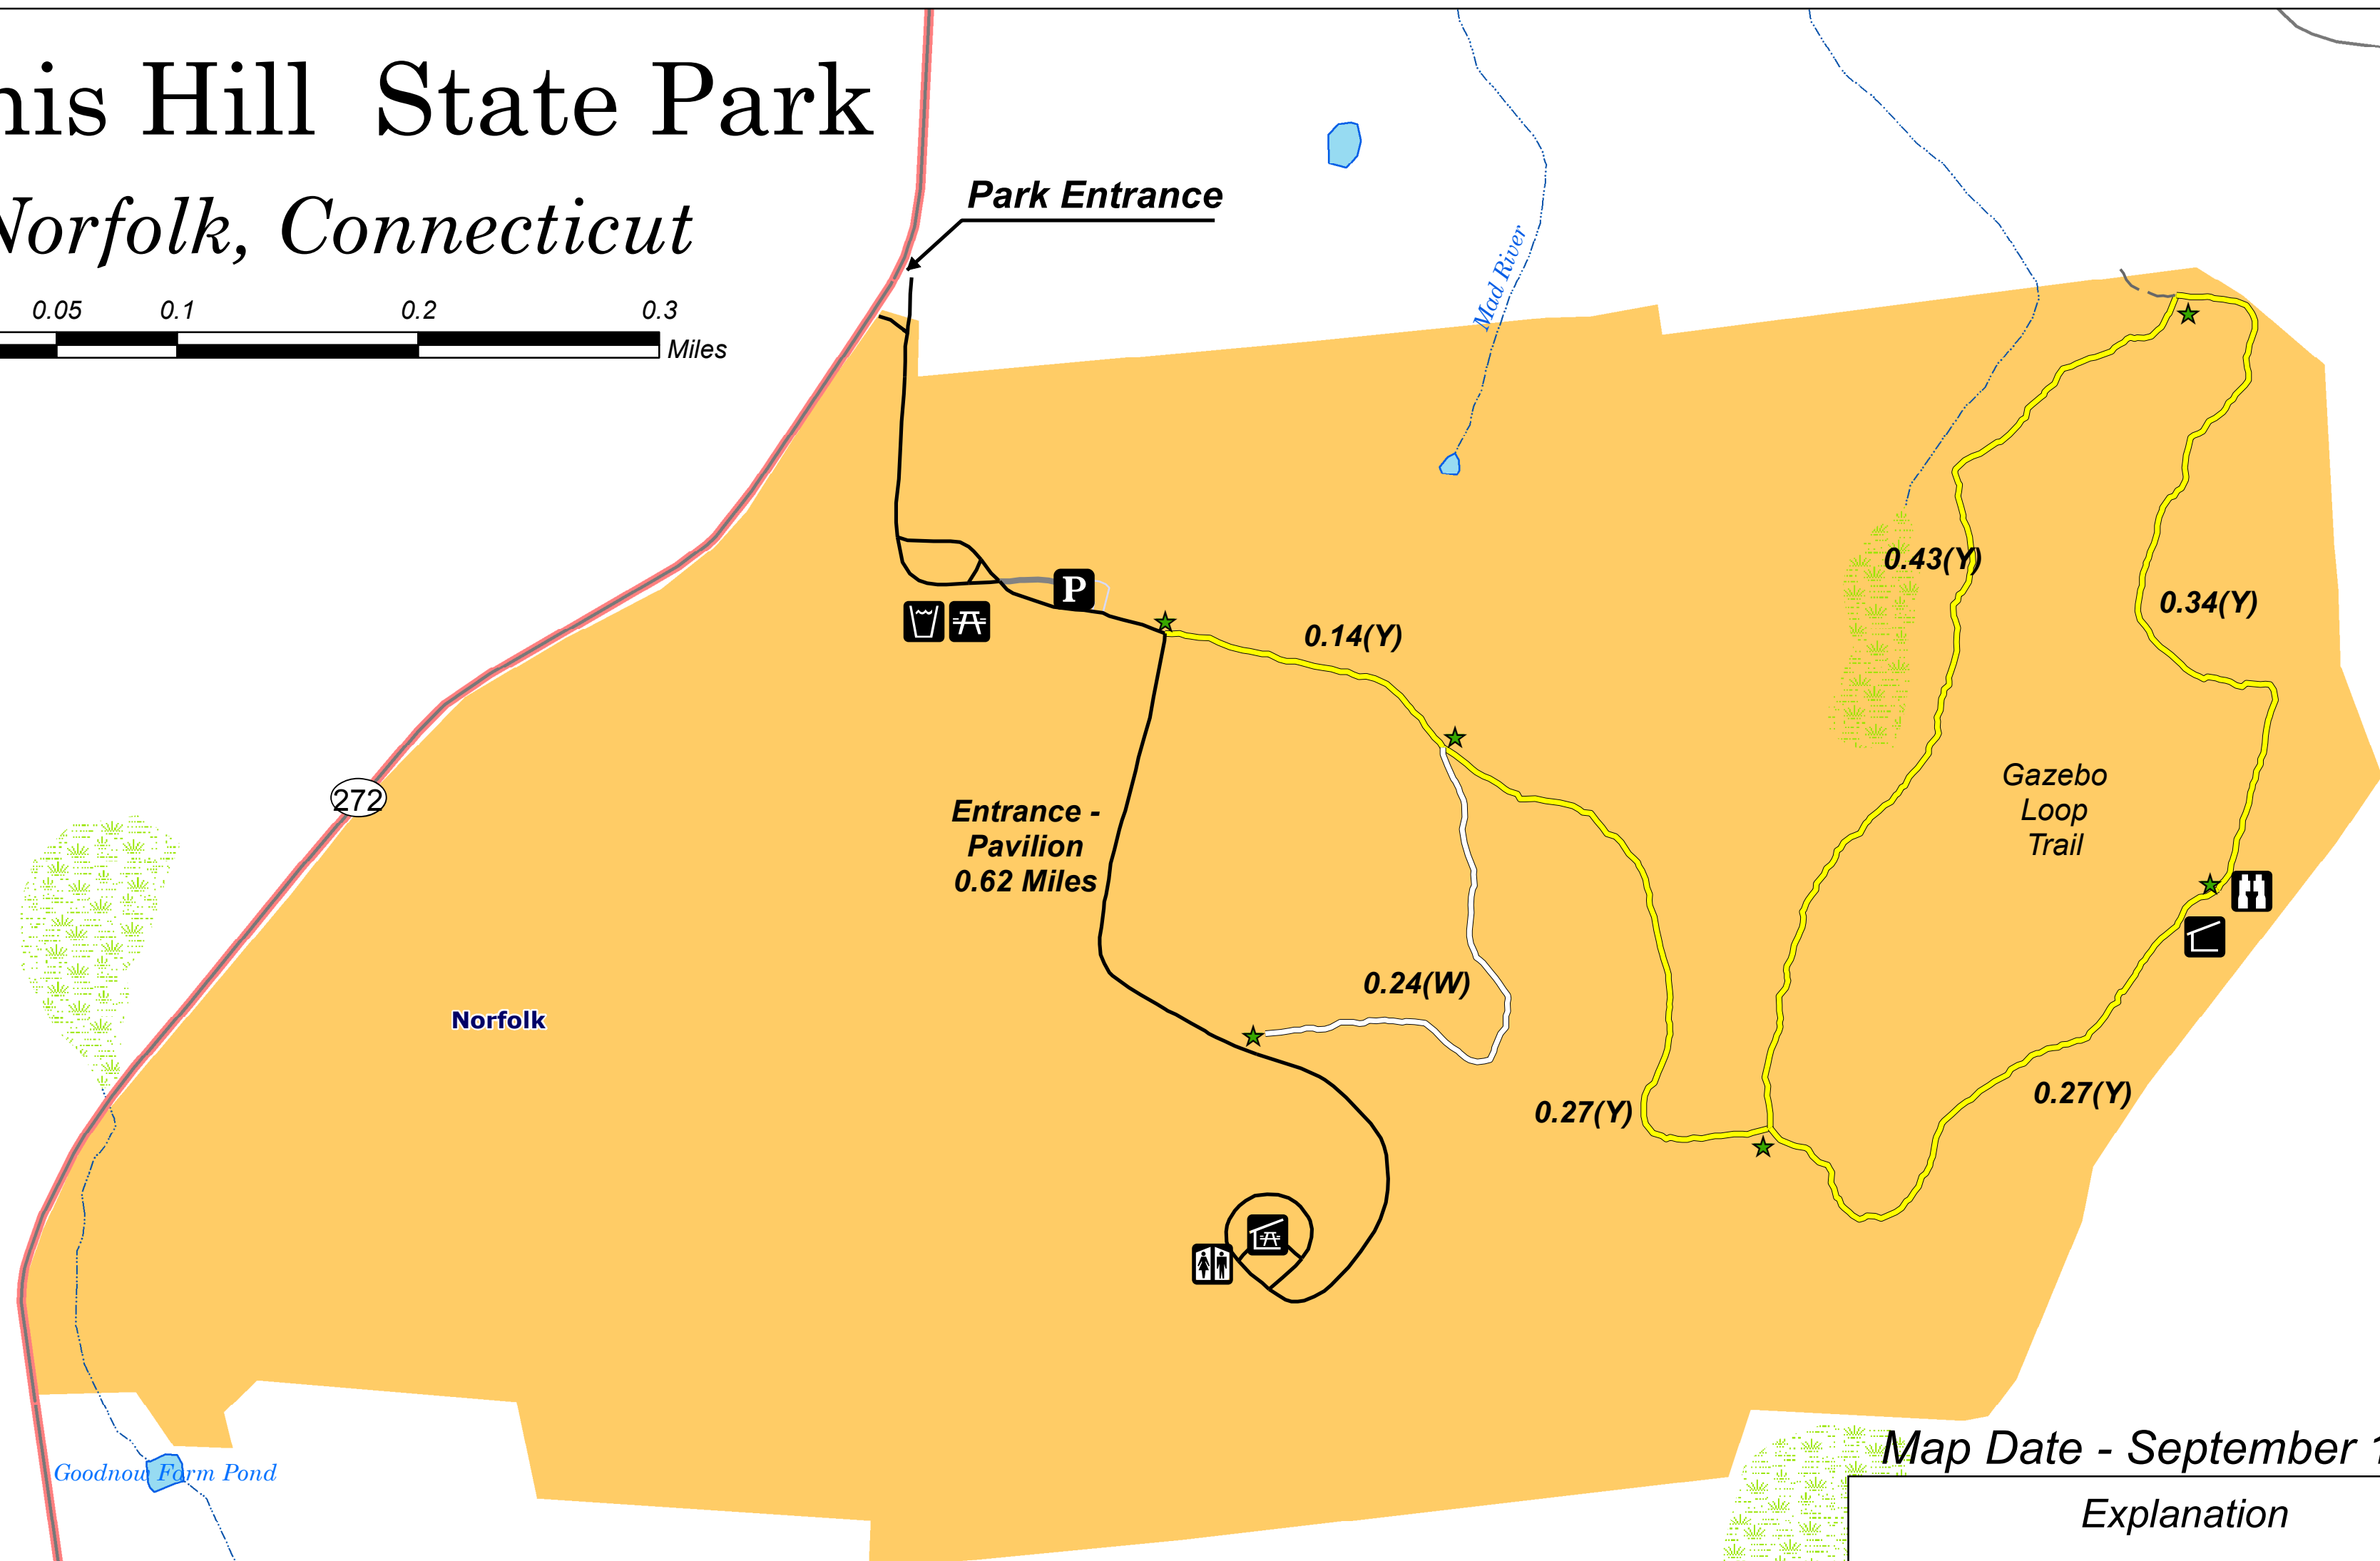 nis Hill State Park
Norfolk, Connecticut
0.05 0.1 0.2 0.3
Miles
Park Entrance
Mad River
P
0.14(Y)
0.43(Y)
0.34(Y)
272
Entrance -
Pavilion
0.62 Miles
Gazebo
Loop
Trail
0.24(W)
Norfolk
0.27(Y)
0.27(Y)
Goodnow Farm Pond
Map Date - September 1
Explanation